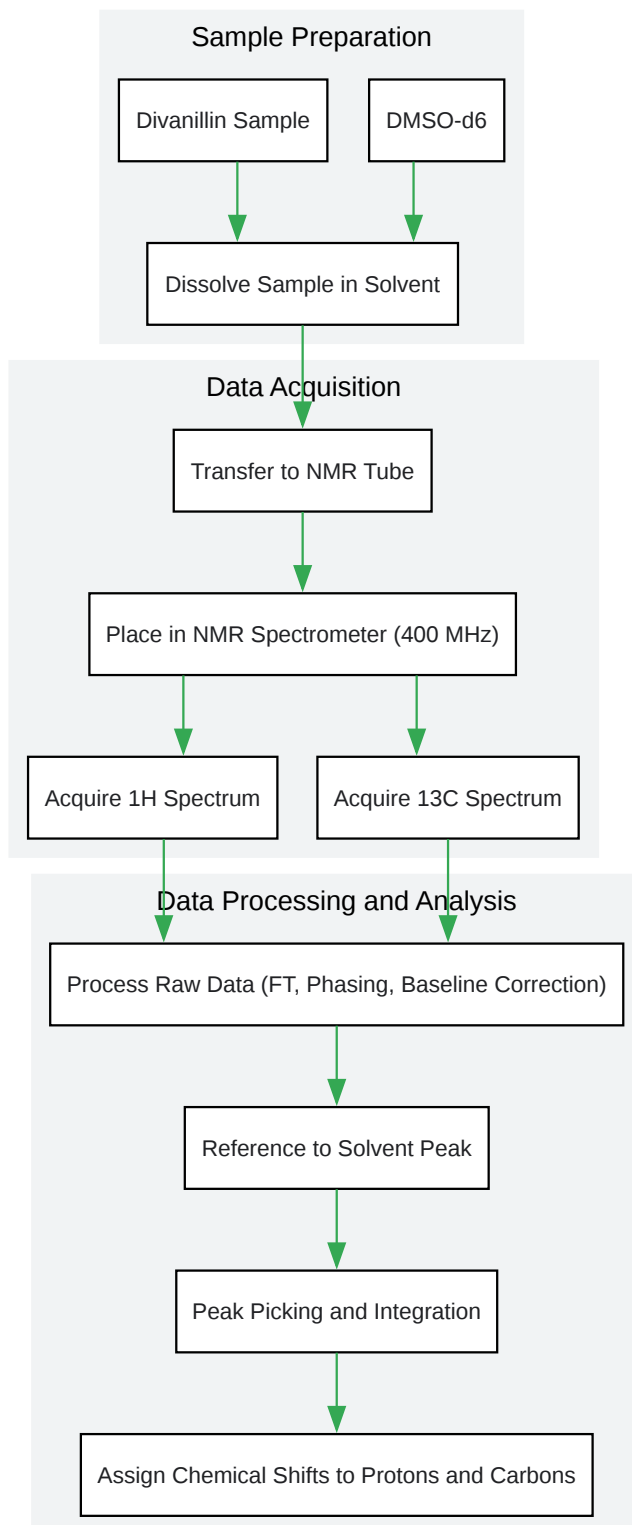 Sample Preparation
Divanillin Sample
DMSO-d6
Dissolve Sample in Solvent
Data Acquisition
Transfer to NMR Tube
Place in NMR Spectrometer (400 MHz)
Acquire 1H Spectrum
Acquire 13C Spectrum
Data Processing and Analysis
Process Raw Data (FT, Phasing, Baseline Correction)
Reference to Solvent Peak
Peak Picking and Integration
Assign Chemical Shifts to Protons and Carbons